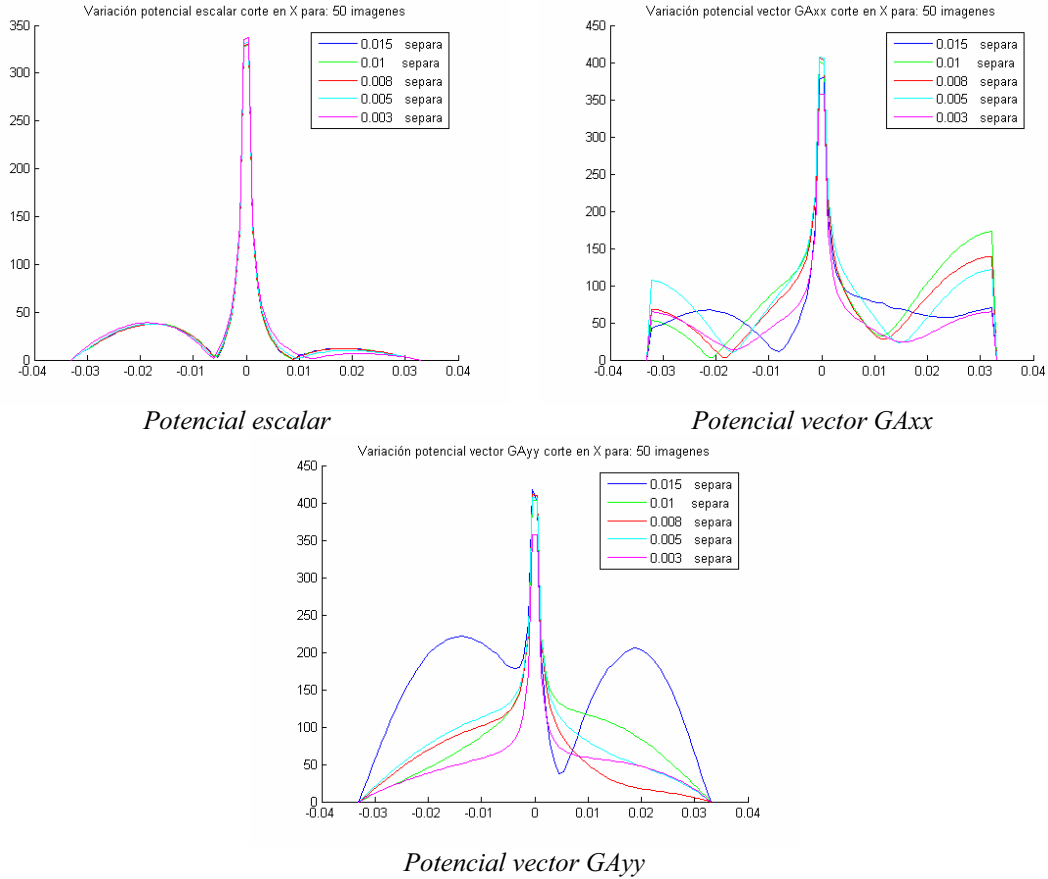 Variación potencial escalar corte en X para: 50 imagenes
350
300
250
200
150
100
50
0
-0.04 -0.03 -0.02 -0.01 0 0.01 0.02 0.03 0.04
0.015 separa
0.01 separa
0.008 separa
0.005 separa
0.003 separa
Potencial escalar
Variación potencial vector GAxx corte en X para: 50 imagenes
450
400
350
300
250
200
150
100
50
0
-0.04 -0.03 -0.02 -0.01 0 0.01 0.02 0.03 0.04
0.015 separa
0.01 separa
0.008 separa
0.005 separa
0.003 separa
Potencial vector GAxx
Variación potencial vector GAyy corte en X para: 50 imagenes
450
400
350
300
250
200
150
100
50
0
-0.04 -0.03 -0.02 -0.01 0 0.01 0.02 0.03 0.04
0.015 separa
0.01 separa
0.008 separa
0.005 separa
0.003 separa
Potencial vector GAyy